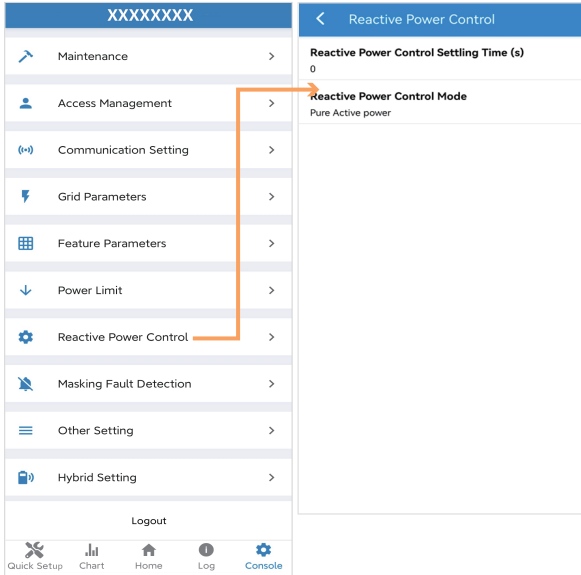 XXXXXXXX
Maintenance
Access Management
Communication Setting
Grid Parameters
Feature Parameters
Power Limit
Reactive Power Control
Masking Fault Detection
Other Setting
Hybrid Setting
Logout
Quick Setup
Chart
Home
Log
Console
Reactive Power Control
Reactive Power Control Settling Time (s)
0
Reactive Power Control Mode
Pure Active power